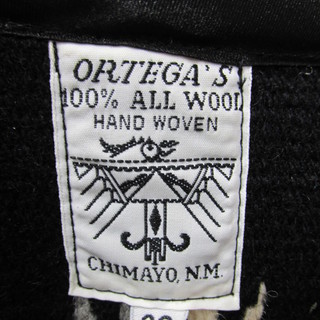 ORTEGA'S
100% ALL WOOL
HAND WOVEN
CHIMAYO, N.M.